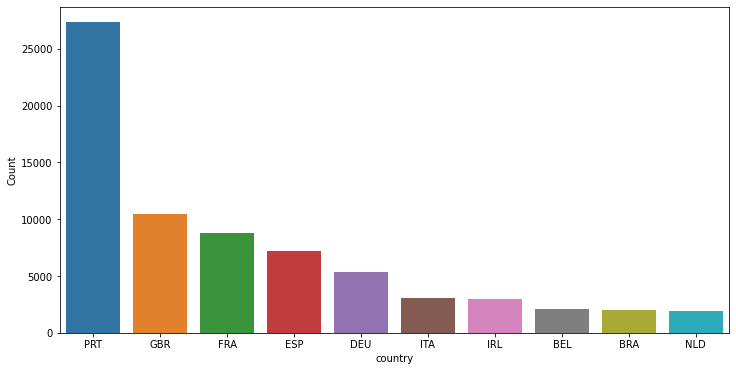 25000
20000
15000
10000
5000
0
Count
PRT GBR FRA ESP DEU ITA IRL BEL BRA NLD
country